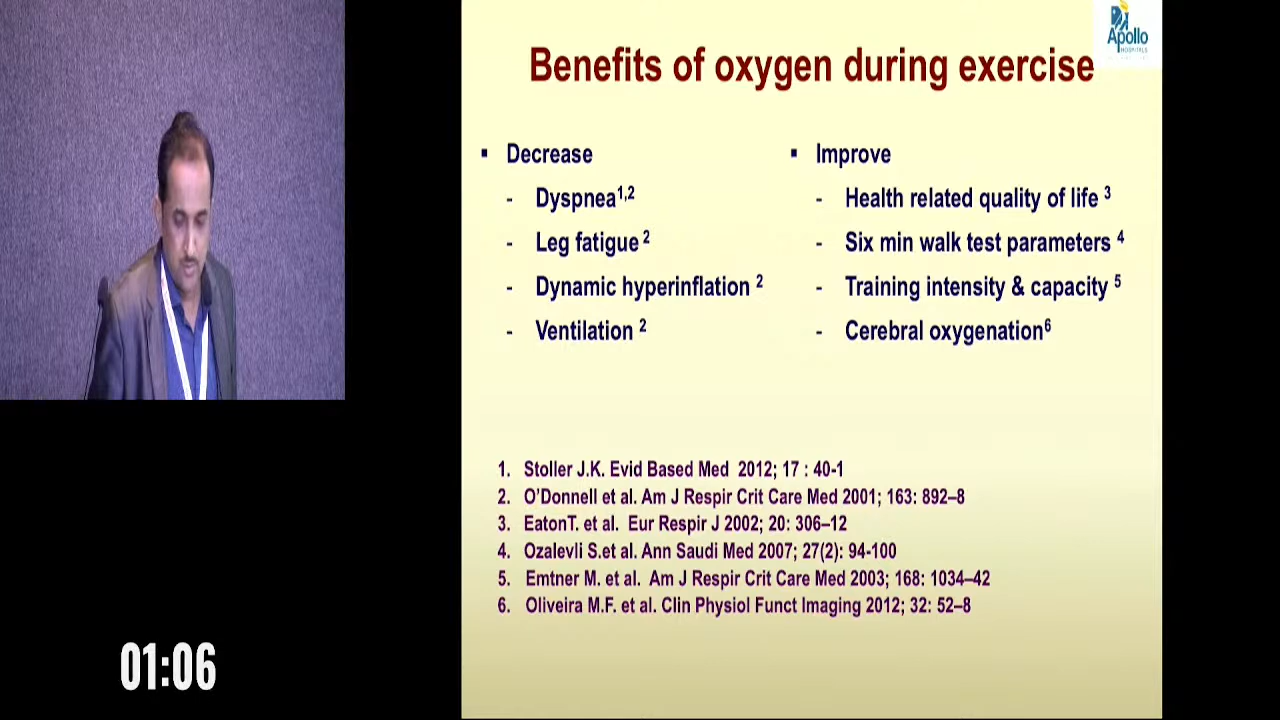 Apollo
HOSPITALS
Benefits of oxygen during exercise
▪ Decrease
- Dyspnea1,2
- Leg fatigue 2
- Dynamic hyperinflation 2
- Ventilation 2
▪ Improve
- Health related quality of life 3
- Six min walk test parameters 4
- Training intensity & capacity 5
- Cerebral oxygenation6
1. Stoller J.K. Evid Based Med 2012; 17 : 40-1
2. O’Donnell et al. Am J Respir Crit Care Med 2001; 163: 892–8
3. EatonT. et al. Eur Respir J 2002; 20: 306–12
4. Ozalevli S.et al. Ann Saudi Med 2007; 27(2): 94-100
5. Emtner M. et al. Am J Respir Crit Care Med 2003; 168: 1034–42
6. Oliveira M.F. et al. Clin Physiol Funct Imaging 2012; 32: 52–8
01:06